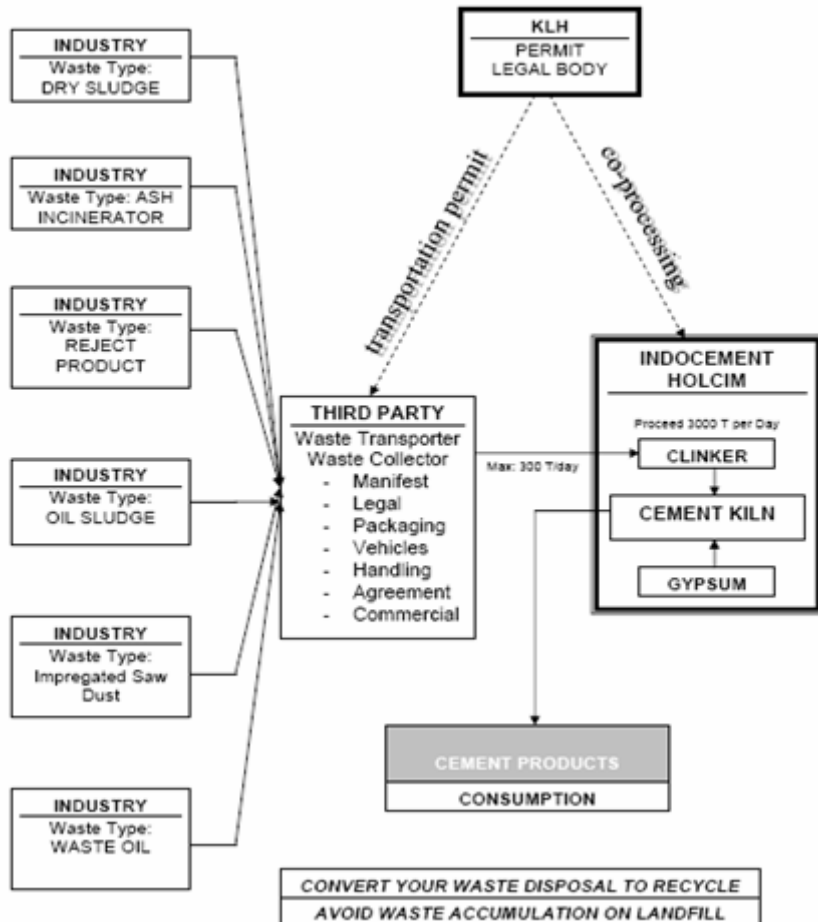 INDUSTRY
Waste Type:
DRY SLUDGE
INDUSTRY
Waste Type: ASH
INCINERATOR
INDUSTRY
Waste Type:
REJECT
PRODUCT
INDUSTRY
Waste Type:
OIL SLUDGE
INDUSTRY
Waste Type:
Impregated Saw
Dust
INDUSTRY
Waste Type:
WASTE OIL
KLH
PERMIT
LEGAL BODY
transportation permit
co-processing
THIRD PARTY
Waste Transporter
Waste Collector
- Manifest
- Legal
- Packaging
- Vehicles
- Handling
- Agreement
- Commercial
Max: 300 T/day
INDOCEMENT
HOLCIM
Proceed 3000 T per Day
CLINKER
CEMENT KILN
GYPSUM
CEMENT PRODUCTS
CONSUMPTION
CONVERT YOUR WASTE DISPOSAL TO RECYCLE
AVOID WASTE ACCUMULATION ON LANDFILL